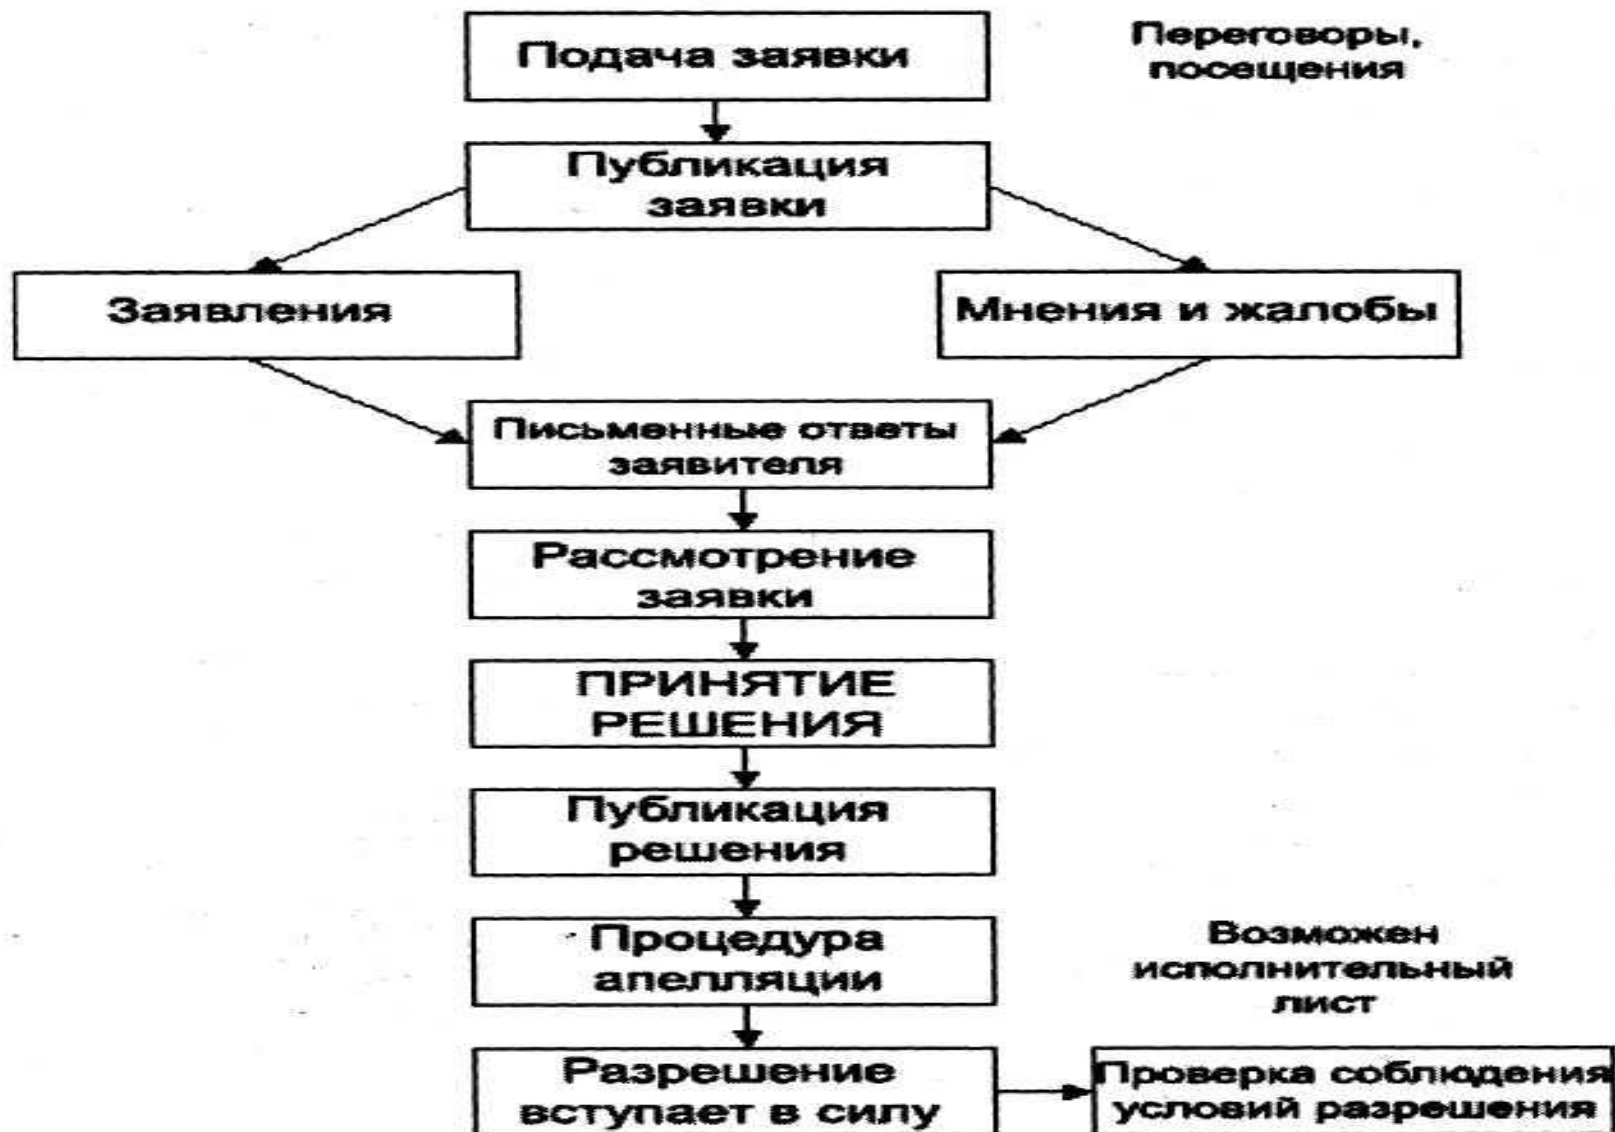 Подача заявки
Переговоры,
посещения
Публикация
заявки
Заявления
Мнения и жалобы
Письменные ответы
заявителя
Рассмотрение
заявки
ПРИНЯТИЕ
РЕШЕНИЯ
Публикация
решения
Процедура
апелляции
Возможен
исполнительный
лист
Разрешение
вступает в силу
Проверка соблюдения
условий разрешения